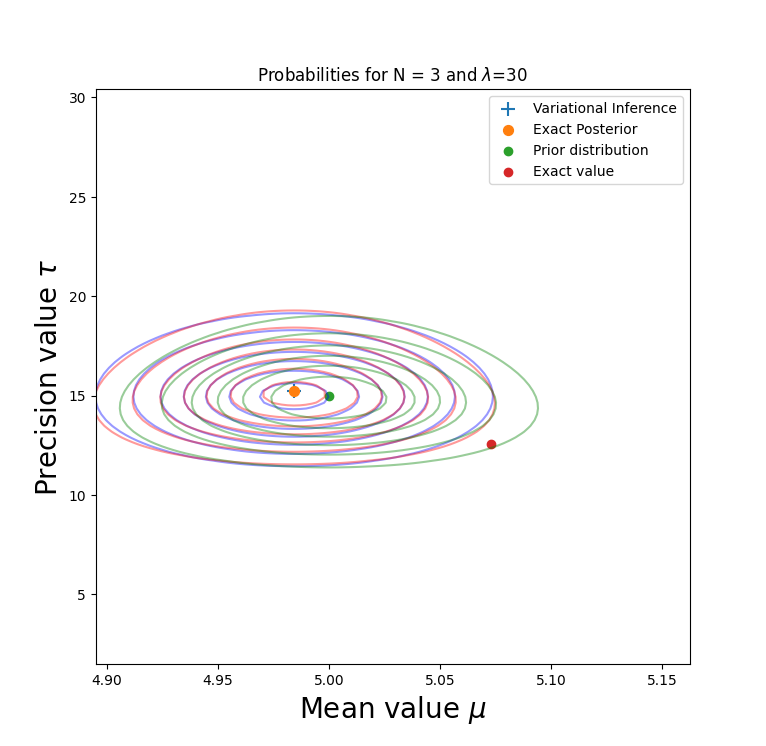 Probabilities for N = 3 and λ=30
Variational Inference
Exact Posterior
Prior distribution
Exact value
30
25
20
15
10
5
Precision value τ
4.90 4.95 5.00 5.05 5.10 5.15
Mean value μ